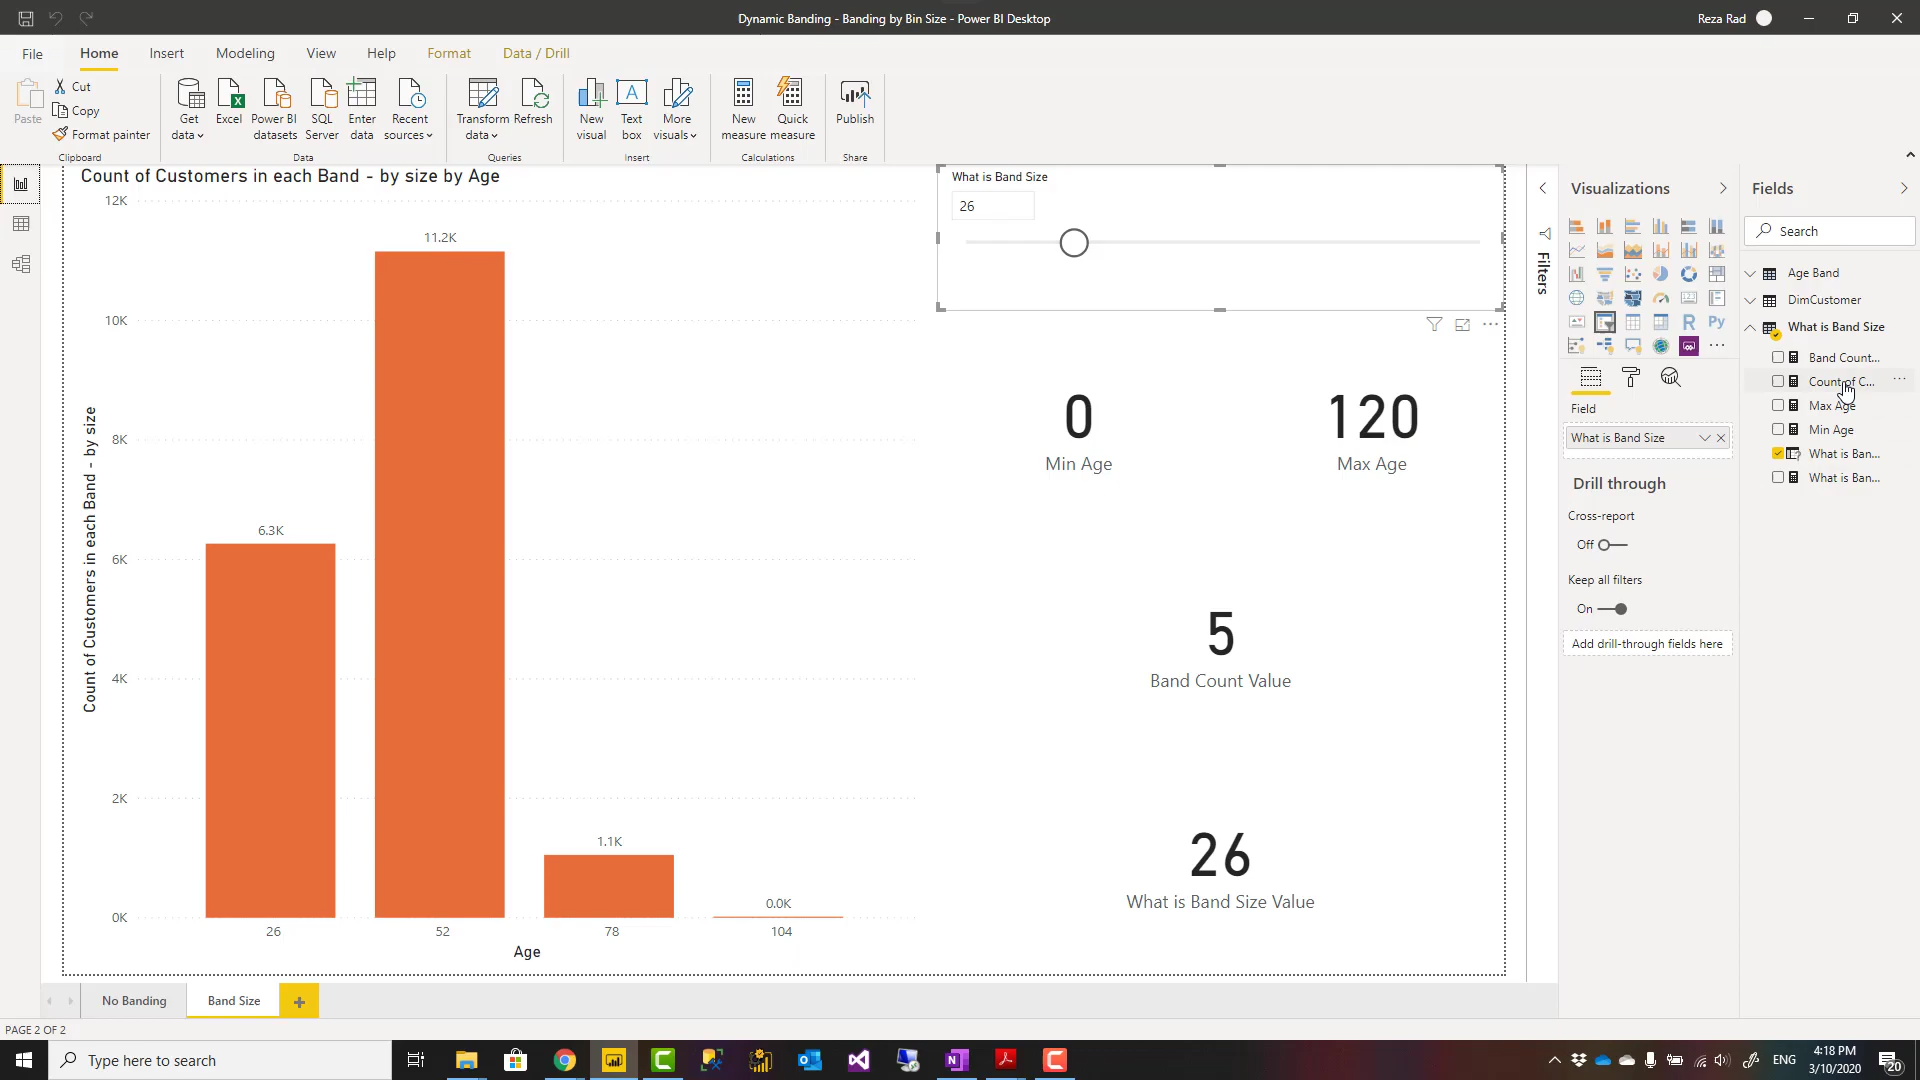 Dynamic Banding - Banding by Bin Size - Power BI Desktop
Reza Rad
File Home Insert Modeling View Help Format Data / Drill
Paste
Cut
Copy
Format painter
Clipboard
Get data
Excel
Power BI datasets
SQL Server
Enter data
Recent sources
Data
Transform data
Refresh
Queries
New visual
Text box
More visuals
Insert
New measure
Quick measure
Calculations
Publish
Share
Count of Customers in each Band - by size by Age
Count of Customers in each Band - by size
12K
10K
8K
6K
4K
2K
0K
6.3K
11.2K
1.1K
0.0K
26 52 78 104
Age
What is Band Size
26
0
Min Age
120
Max Age
5
Band Count Value
26
What is Band Size Value
Filters
Visualizations
R Py
Field
What is Band Size
Drill through
Cross-report
Off
Keep all filters
On
Add drill-through fields here
Fields
Search
Age Band
DimCustomer
What is Band Size
Band Count...
Count of C...
Max Age
Min Age
What is Ban...
What is Ban...
No Banding
Band Size
PAGE 2 OF 2
Type here to search
ENG
4:18 PM
3/10/2020
20